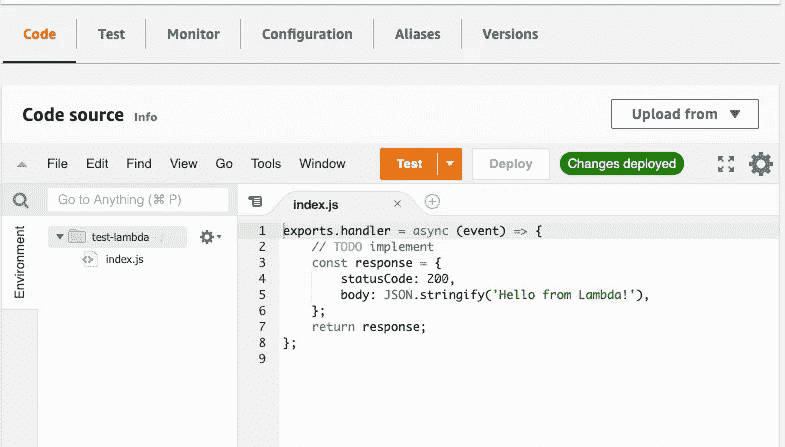 Code Test Monitor Configuration Aliases Versions
Code source Info Upload from
File Edit Find View Go Tools Window Test Deploy Changes deployed
Go to Anything (⌘ P) index.js
Environment
test-lambda - /
index.js
1 exports.handler = async (event) => {
2 // TODO implement
3 const response = {
4 statusCode: 200,
5 body: JSON.stringify('Hello from Lambda!'),
6 };
7 return response;
8 };
9